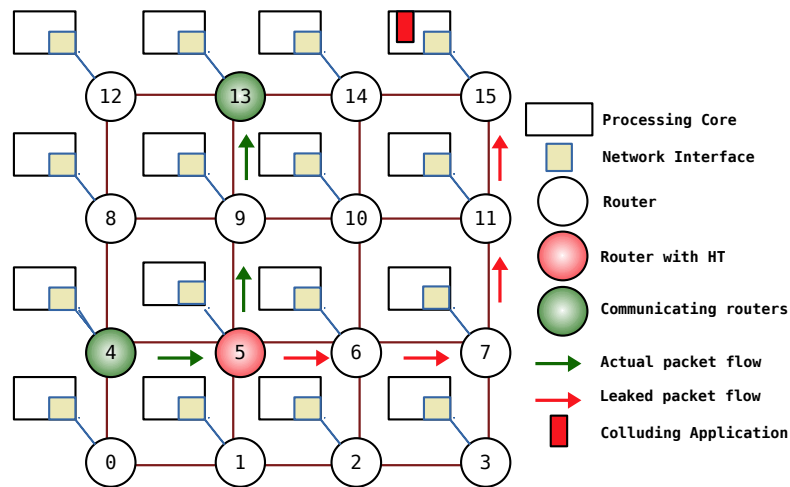 12 13 14 15
Processing Core
Network Interface
8 9 10 11
Router
Router with HT
Communicating routers
4 5 6 7
Actual packet flow
Leaked packet flow
Colluding Application
0 1 2 3